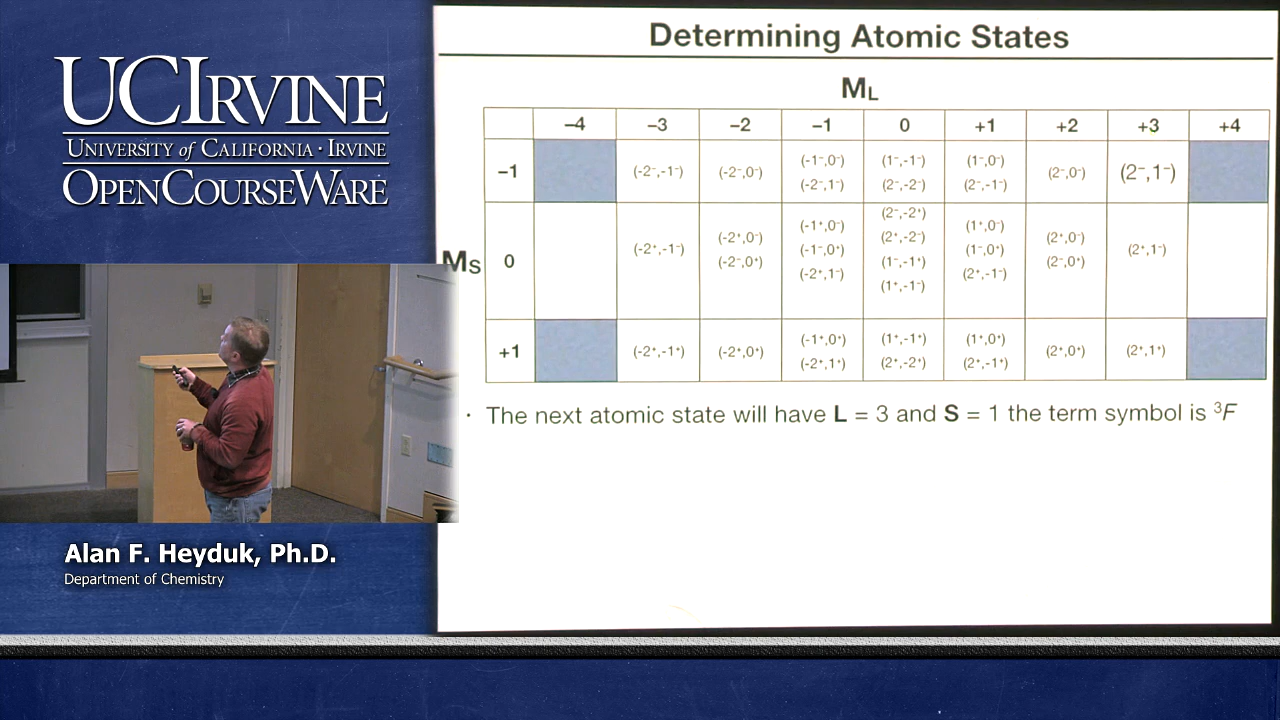 UCIRVINE
UNIVERSITY of CALIFORNIA · IRVINE
OPENCOURSEWARE
Alan F. Heyduk, Ph.D.
Department of Chemistry
Determining Atomic States
M_L
−4 −3 −2 −1 0 +1 +2 +3 +4
−1 (-2⁻,-1⁻) (-2⁻,0⁻) (-1⁻,0⁻) (1⁻,-1⁻) (1⁻,0⁻) (2⁻,0⁻) (2⁻,1⁻)
(-2⁻,1⁻) (2⁻,-2⁻) (2⁻,-1⁻)
M_S
0 (-2⁺,-1⁻) (-2⁺,0⁻) (-1⁺,0⁻) (2⁻,-2⁺) (1⁺,0⁻) (2⁺,0⁻) (2⁺,1⁻)
(-2⁻,0⁺) (-1⁻,0⁺) (2⁺,-2⁻) (1⁻,0⁺) (2⁻,0⁺)
(-2⁺,1⁻) (1⁻,-1⁺) (2⁺,-1⁻)
(1⁺,-1⁻)
+1 (-2⁺,-1⁺) (-2⁺,0⁺) (-1⁺,0⁺) (1⁺,-1⁺) (1⁺,0⁺) (2⁺,0⁺) (2⁺,1⁺)
(-2⁺,1⁺) (2⁺,-2⁺) (2⁺,-1⁺)
· The next atomic state will have L = 3 and S = 1 the term symbol is ³F